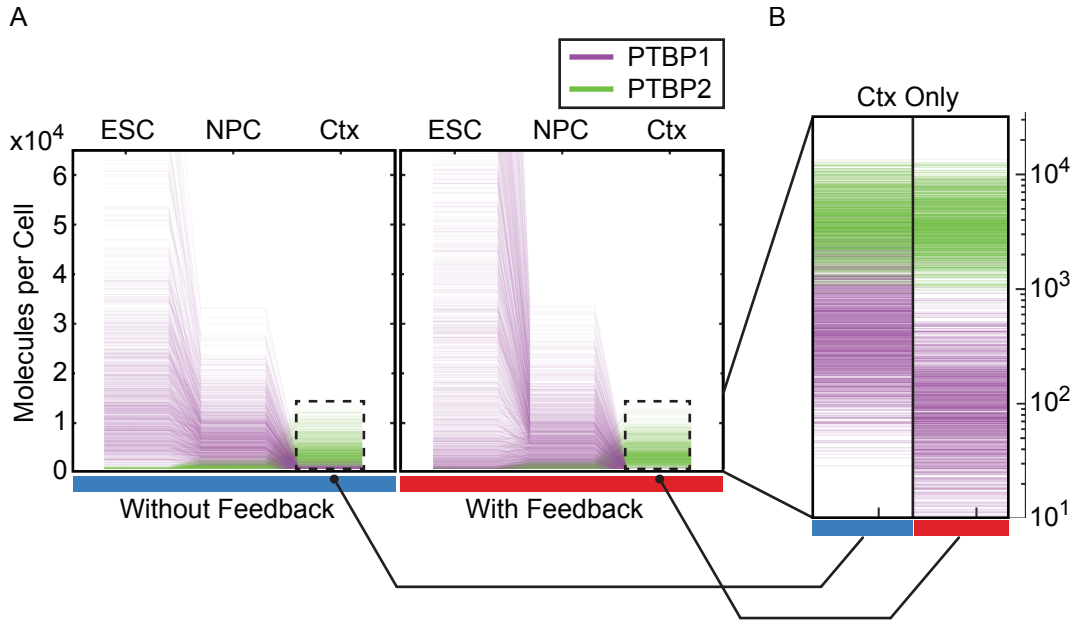 A
B
PTBP1
PTBP2
Ctx Only
ESC NPC Ctx
ESC NPC Ctx
x10⁴
6
5
4
3
2
1
0
Molecules per Cell
Without Feedback
With Feedback
10⁴
10³
10²
10¹